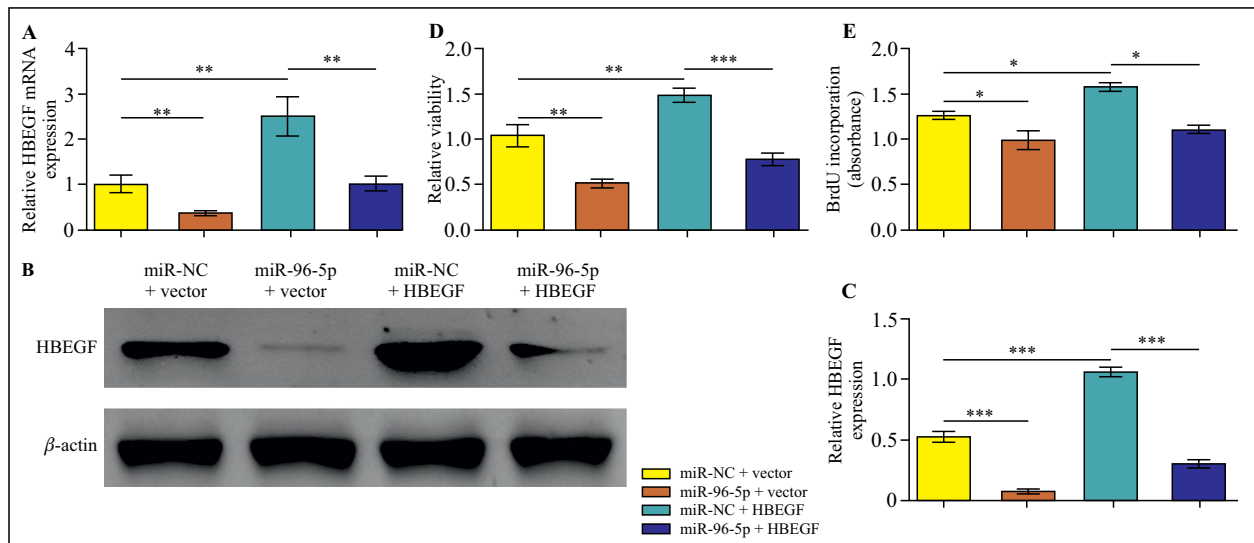 A
Relative HBEGF mRNA
expression
4
3
2
1
0
**
**
**
D
Relative viability
2.0
1.5
1.0
0.5
0.0
**
***
**
E
BrdU incorporation
(absorbance)
2.0
1.5
1.0
1.5
0.0
*
*
*
B
miR-NC
+ vector
miR-96-5p
+ vector
miR-NC
+ HBEGF
miR-96-5p
+ HBEGF
HBEGF
β-actin
miR-NC + vector
miR-96-5p + vector
miR-NC + HBEGF
miR-96-5p + HBEGF
C
Relative HBEGF
expression
1.5
1.0
0.5
0
***
***
***